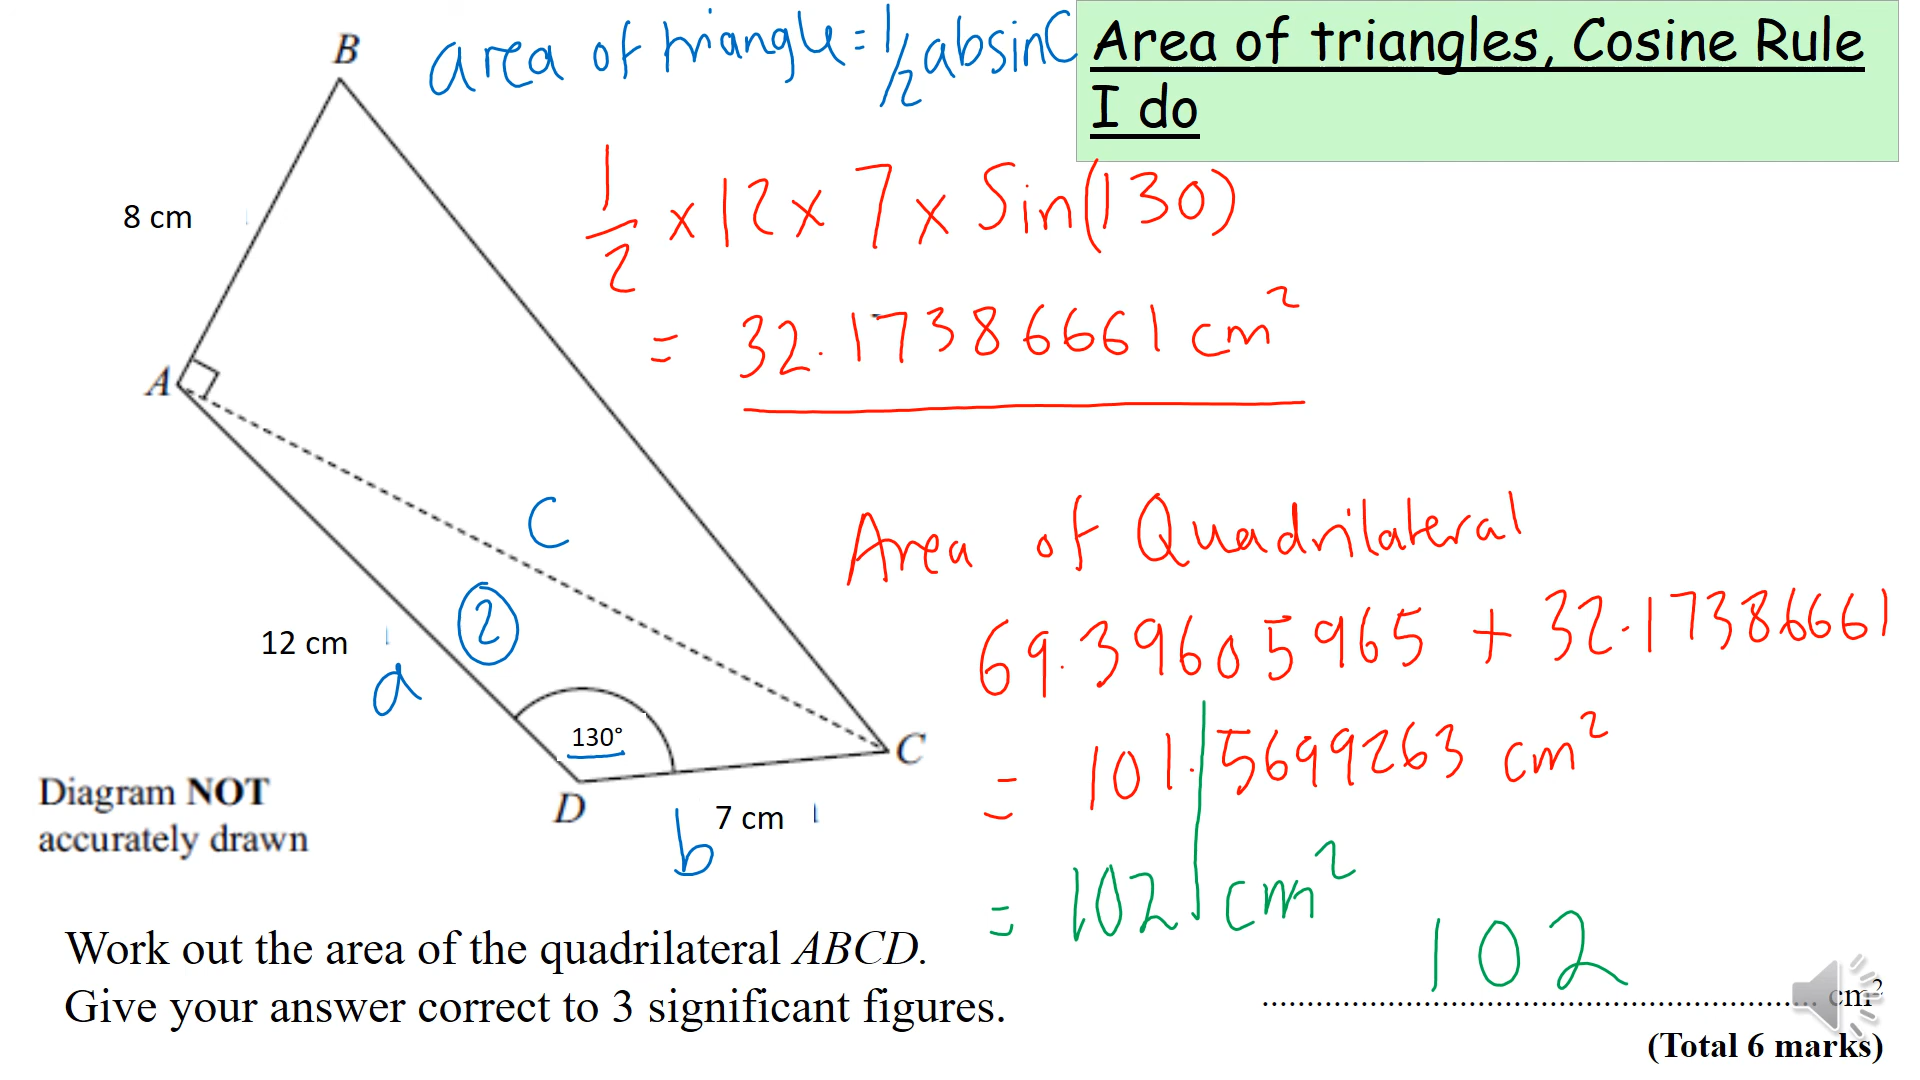 area of triangle = 1/2 absinC
Area of triangles, Cosine Rule
I do
B
8 cm
A
1/2 × 12 × 7 × Sin(130)
= 32.17386661 cm²
C
2
12 cm
a
130°
C
D
7 cm
b
Diagram NOT
accurately drawn
Area of Quadrilateral
69.39605965 + 32.17386661
= 101.5699263 cm²
= 102 cm²
Work out the area of the quadrilateral ABCD.
Give your answer correct to 3 significant figures.
102
.............................................................. cm²
(Total 6 marks)